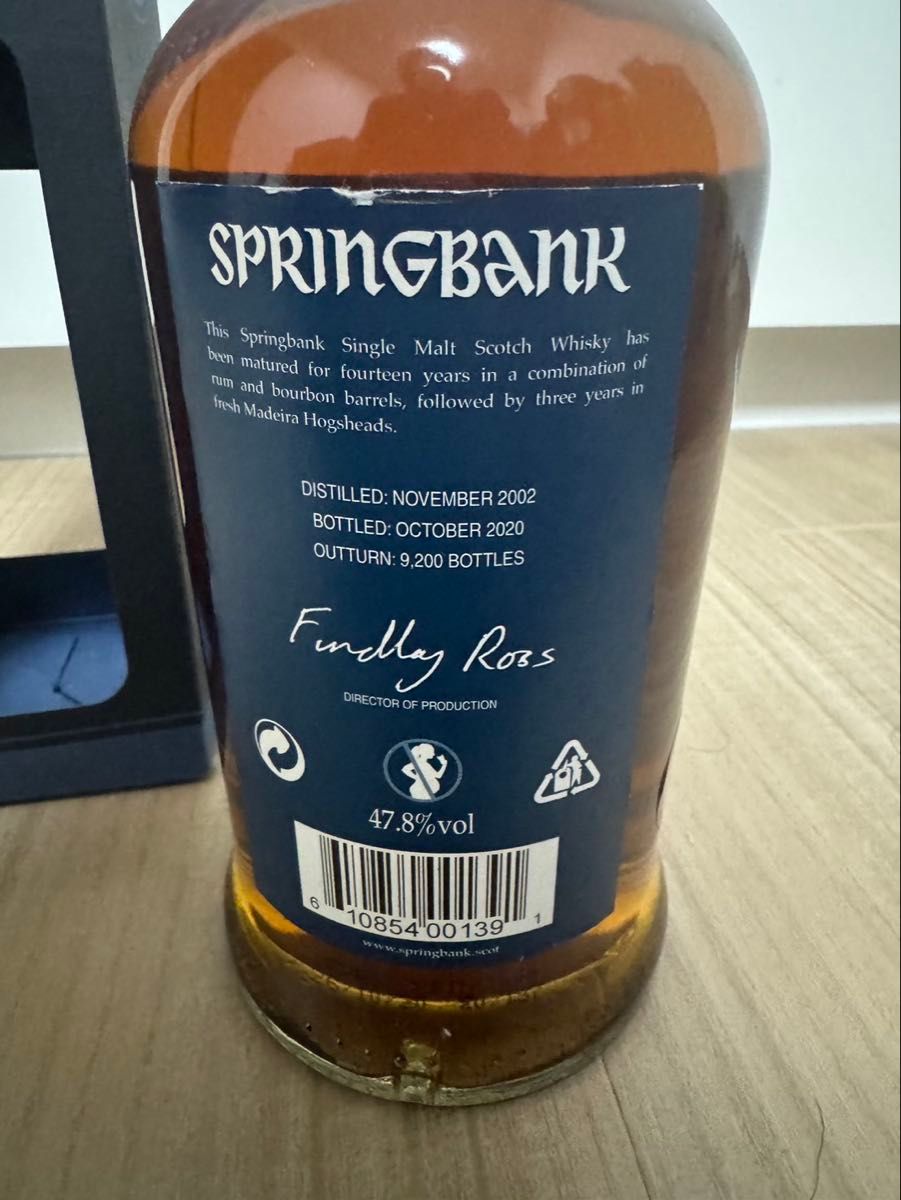 SPRINGBANK
This Springbank Single Malt Scotch Whisky has
been matured for fourteen years in a combination of
rum and bourbon barrels, followed by three years in
fresh Madeira Hogsheads.
DISTILLED: NOVEMBER 2002
BOTTLED: OCTOBER 2020
OUTTURN: 9,200 BOTTLES
Findlay Ross
DIRECTOR OF PRODUCTION
47.8%vol
6 10854 00139 1
www.springbank.scot